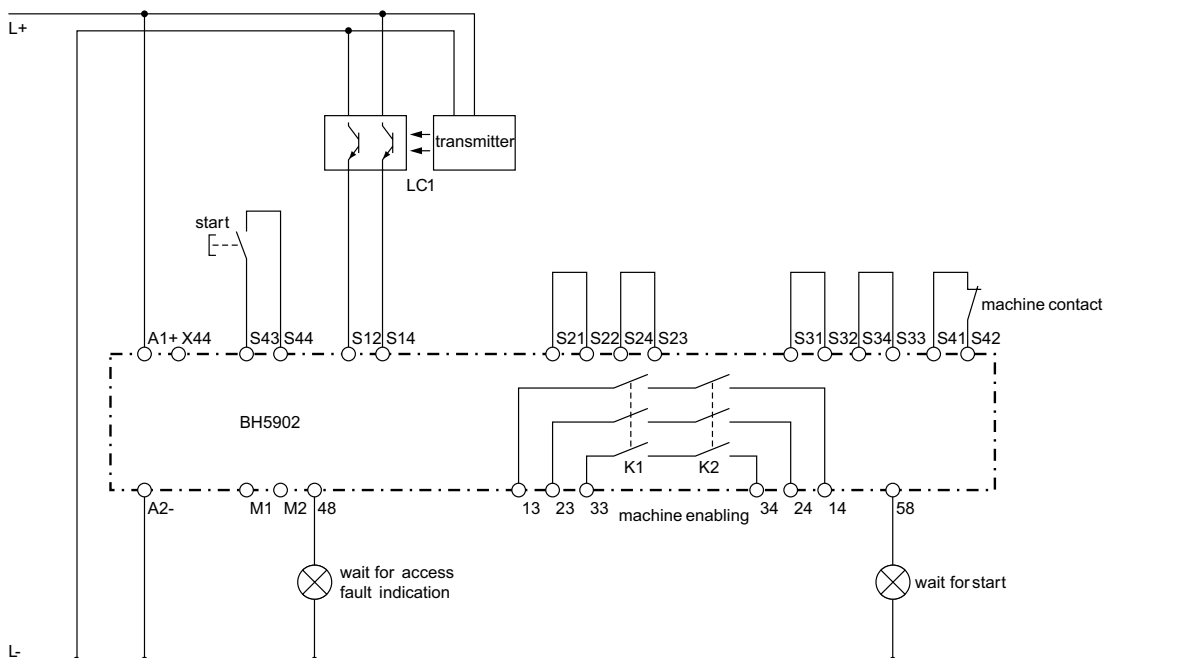 L+
transmitter
LC1
start
machine contact
A1+ X44 S43 S44 S12 S14 S21 S22 S24 S23 S31 S32 S34 S33 S41 S42
BH5902
K1 K2
A2- M1 M2 48 13 23 33 machine enabling 34 24 14 58
wait for access
fault indication
wait for start
L-